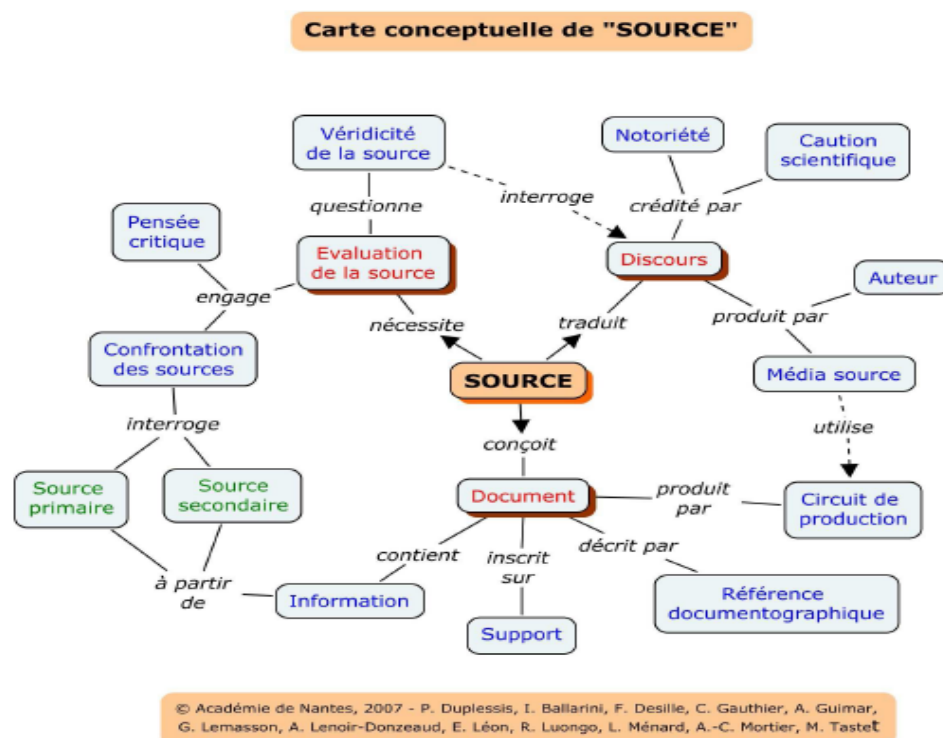 Carte conceptuelle de "SOURCE"
Véridicité
de la source
Notoriété
Caution
scientifique
interroge
questionne
crédité par
Pensée
critique
Evaluation
de la source
Discours
Auteur
engage
nécessite
traduit
produit par
Confrontation
des sources
SOURCE
Média source
interroge
conçoit
utilise
Source
primaire
Source
secondaire
Document
produit
par
Circuit de
production
contient
inscrit
sur
décrit par
à partir
de
Information
Support
Référence
documentographique
© Académie de Nantes, 2007 - P. Duplessis, I. Ballarini, F. Desille, C. Gauthier, A. Guimar,
G. Lemasson, A. Lenoir-Donzeaud, E. Léon, R. Luongo, L. Ménard, A.-C. Mortier, M. Tastet